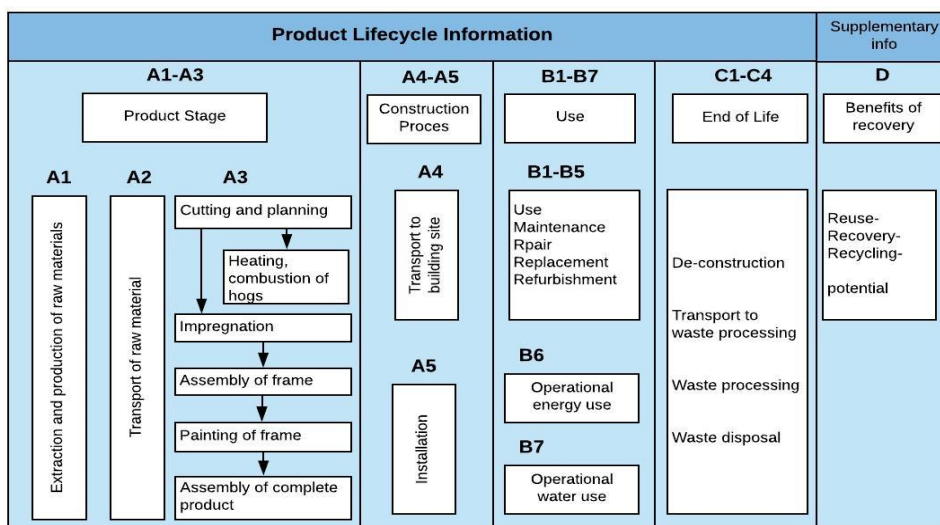 Product Lifecycle Information
Supplementary
info
A1-A3
Product Stage
A4-A5
Construction
Proces
B1-B7
Use
C1-C4
End of Life
D
Benefits of
recovery
A1
Extraction and production of raw materials
A2
Transport of raw material
A3
Cutting and planning
Heating,
combustion of
hogs
Impregnation
Assembly of frame
Painting of frame
Assembly of complete
product
A4
Transport to
building site
A5
Installation
B1-B5
Use
Maintenance
Rpair
Replacement
Refurbishment
B6
Operational
energy use
B7
Operational
water use
De-construction
Transport to
waste processing
Waste processing
Waste disposal
Reuse-
Recovery-
Recycling-
potential